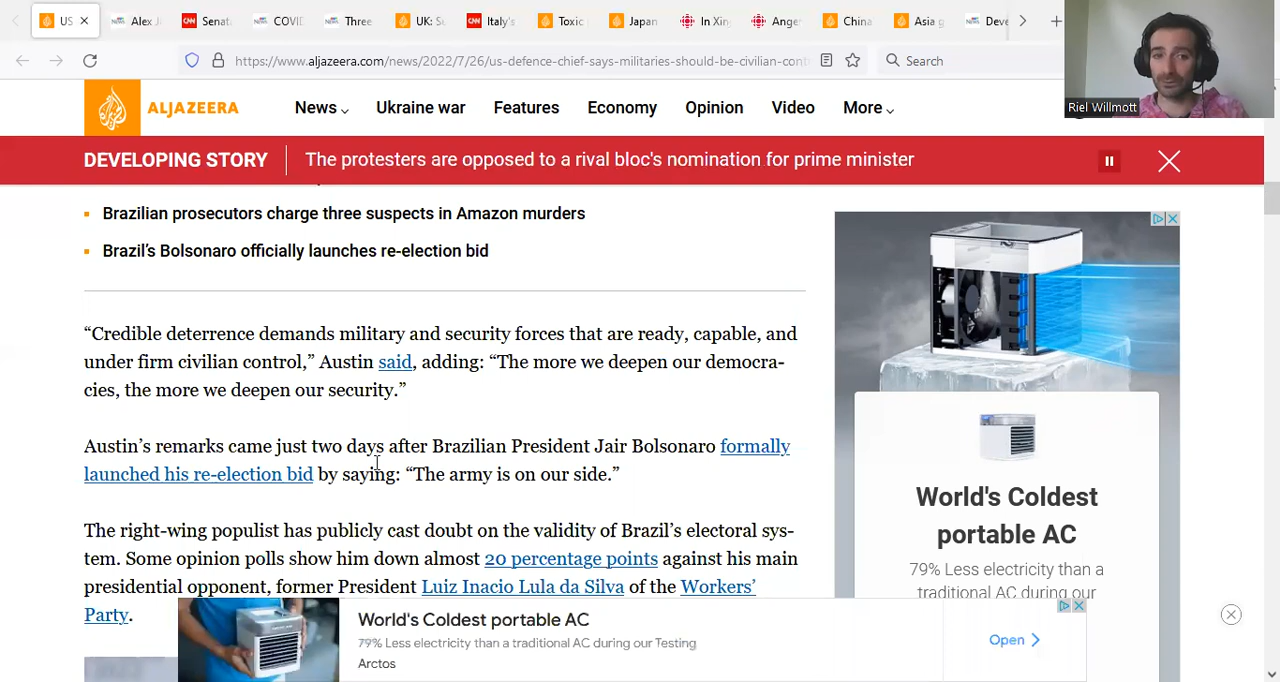 US
Alex J
Senat
COVID
Three
UK: Su
Italy's
Toxic
Japan
In Xin
Anger
China
Asia g
Deve
https://www.aljazeera.com/news/2022/7/26/us-defence-chief-says-militaries-should-be-civilian-cont
Search
Riel Willmott
ALJAZEERA
News
Ukraine war
Features
Economy
Opinion
Video
More
DEVELOPING STORY
The protesters are opposed to a rival bloc's nomination for prime minister
Brazilian prosecutors charge three suspects in Amazon murders
Brazil’s Bolsonaro officially launches re-election bid
“Credible deterrence demands military and security forces that are ready, capable, and
under firm civilian control,” Austin said, adding: “The more we deepen our democra-
cies, the more we deepen our security.”
Austin’s remarks came just two days after Brazilian President Jair Bolsonaro formally
launched his re-election bid by saying: “The army is on our side.”
The right-wing populist has publicly cast doubt on the validity of Brazil’s electoral sys-
tem. Some opinion polls show him down almost 20 percentage points against his main
presidential opponent, former President Luiz Inacio Lula da Silva of the Workers’
Party.
World's Coldest
portable AC
79% Less electricity than a
traditional AC during our
World's Coldest portable AC
79% Less electricity than a traditional AC during our Testing
Arctos
Open